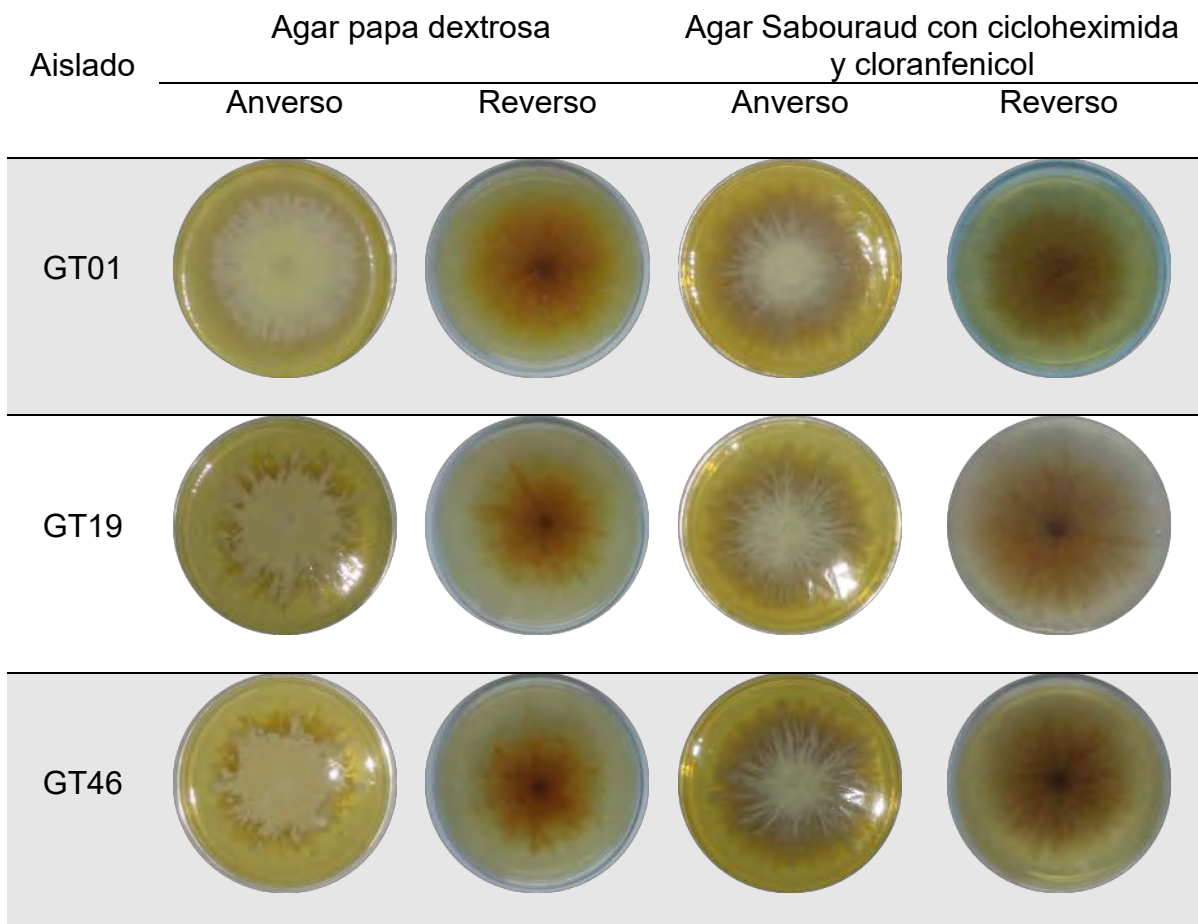 Agar papa dextrosa
Agar Sabouraud con cicloheximida
y cloranfenicol
Aislado
Anverso
Reverso
Anverso
Reverso
GT01
GT19
GT46